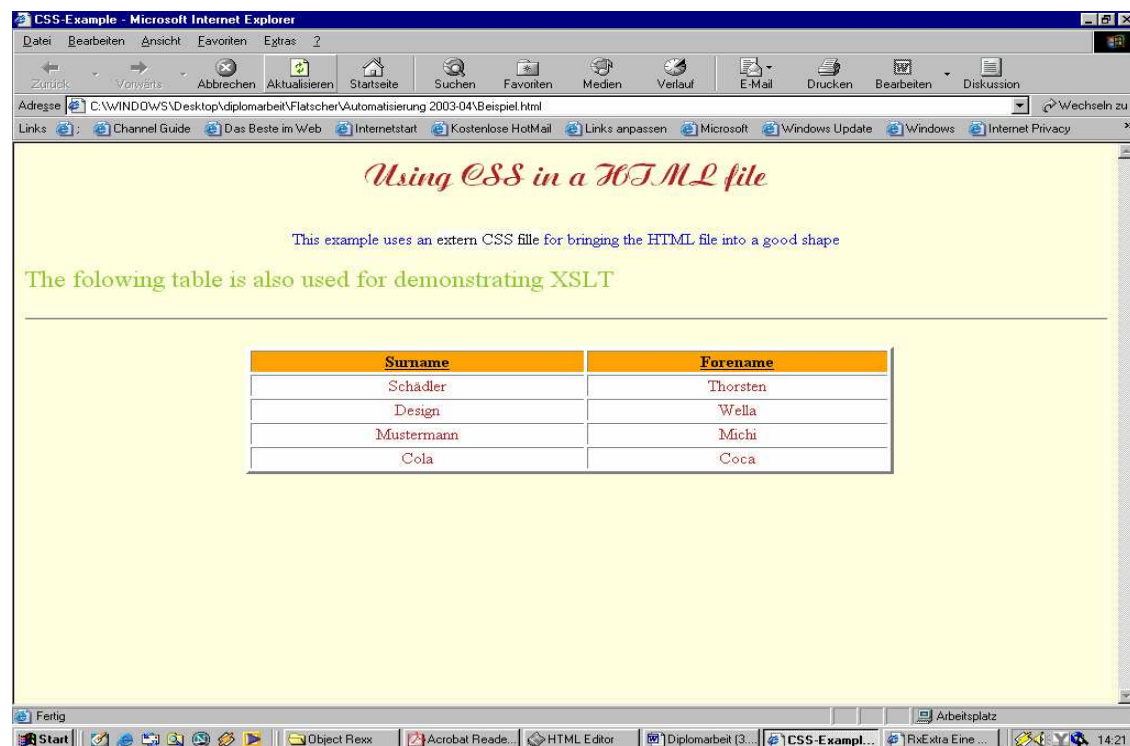 CSS-Example - Microsoft Internet Explorer
Datei Bearbeiten Ansicht Favoriten Extras ?
Zurück Vorwärts Abbrechen Aktualisieren Startseite Suchen Favoriten Medien Verlauf E-Mail Drucken Bearbeiten Diskussion
Adresse C:\WINDOWS\Desktop\diplomarbeit\Flatscher\Automatisierung 2003-04\Beispiel.html Wechseln zu
Links Channel Guide Das Beste im Web Internetstart Kostenlose HotMail Links anpassen Microsoft Windows Update Windows Internet Privacy »
Using CSS in a HTML file
This example uses an extern CSS fille for bringing the HTML file into a good shape
The folowing table is also used for demonstrating XSLT
Surname Forename
Schädler Thorsten
Design Wella
Mustermann Michi
Cola Coca
Fertig Arbeitsplatz
Start Object Rexx Acrobat Reade... HTML Editor Diplomarbeit (3... CSS-Exampl... RxExtra Eine ... 14:21